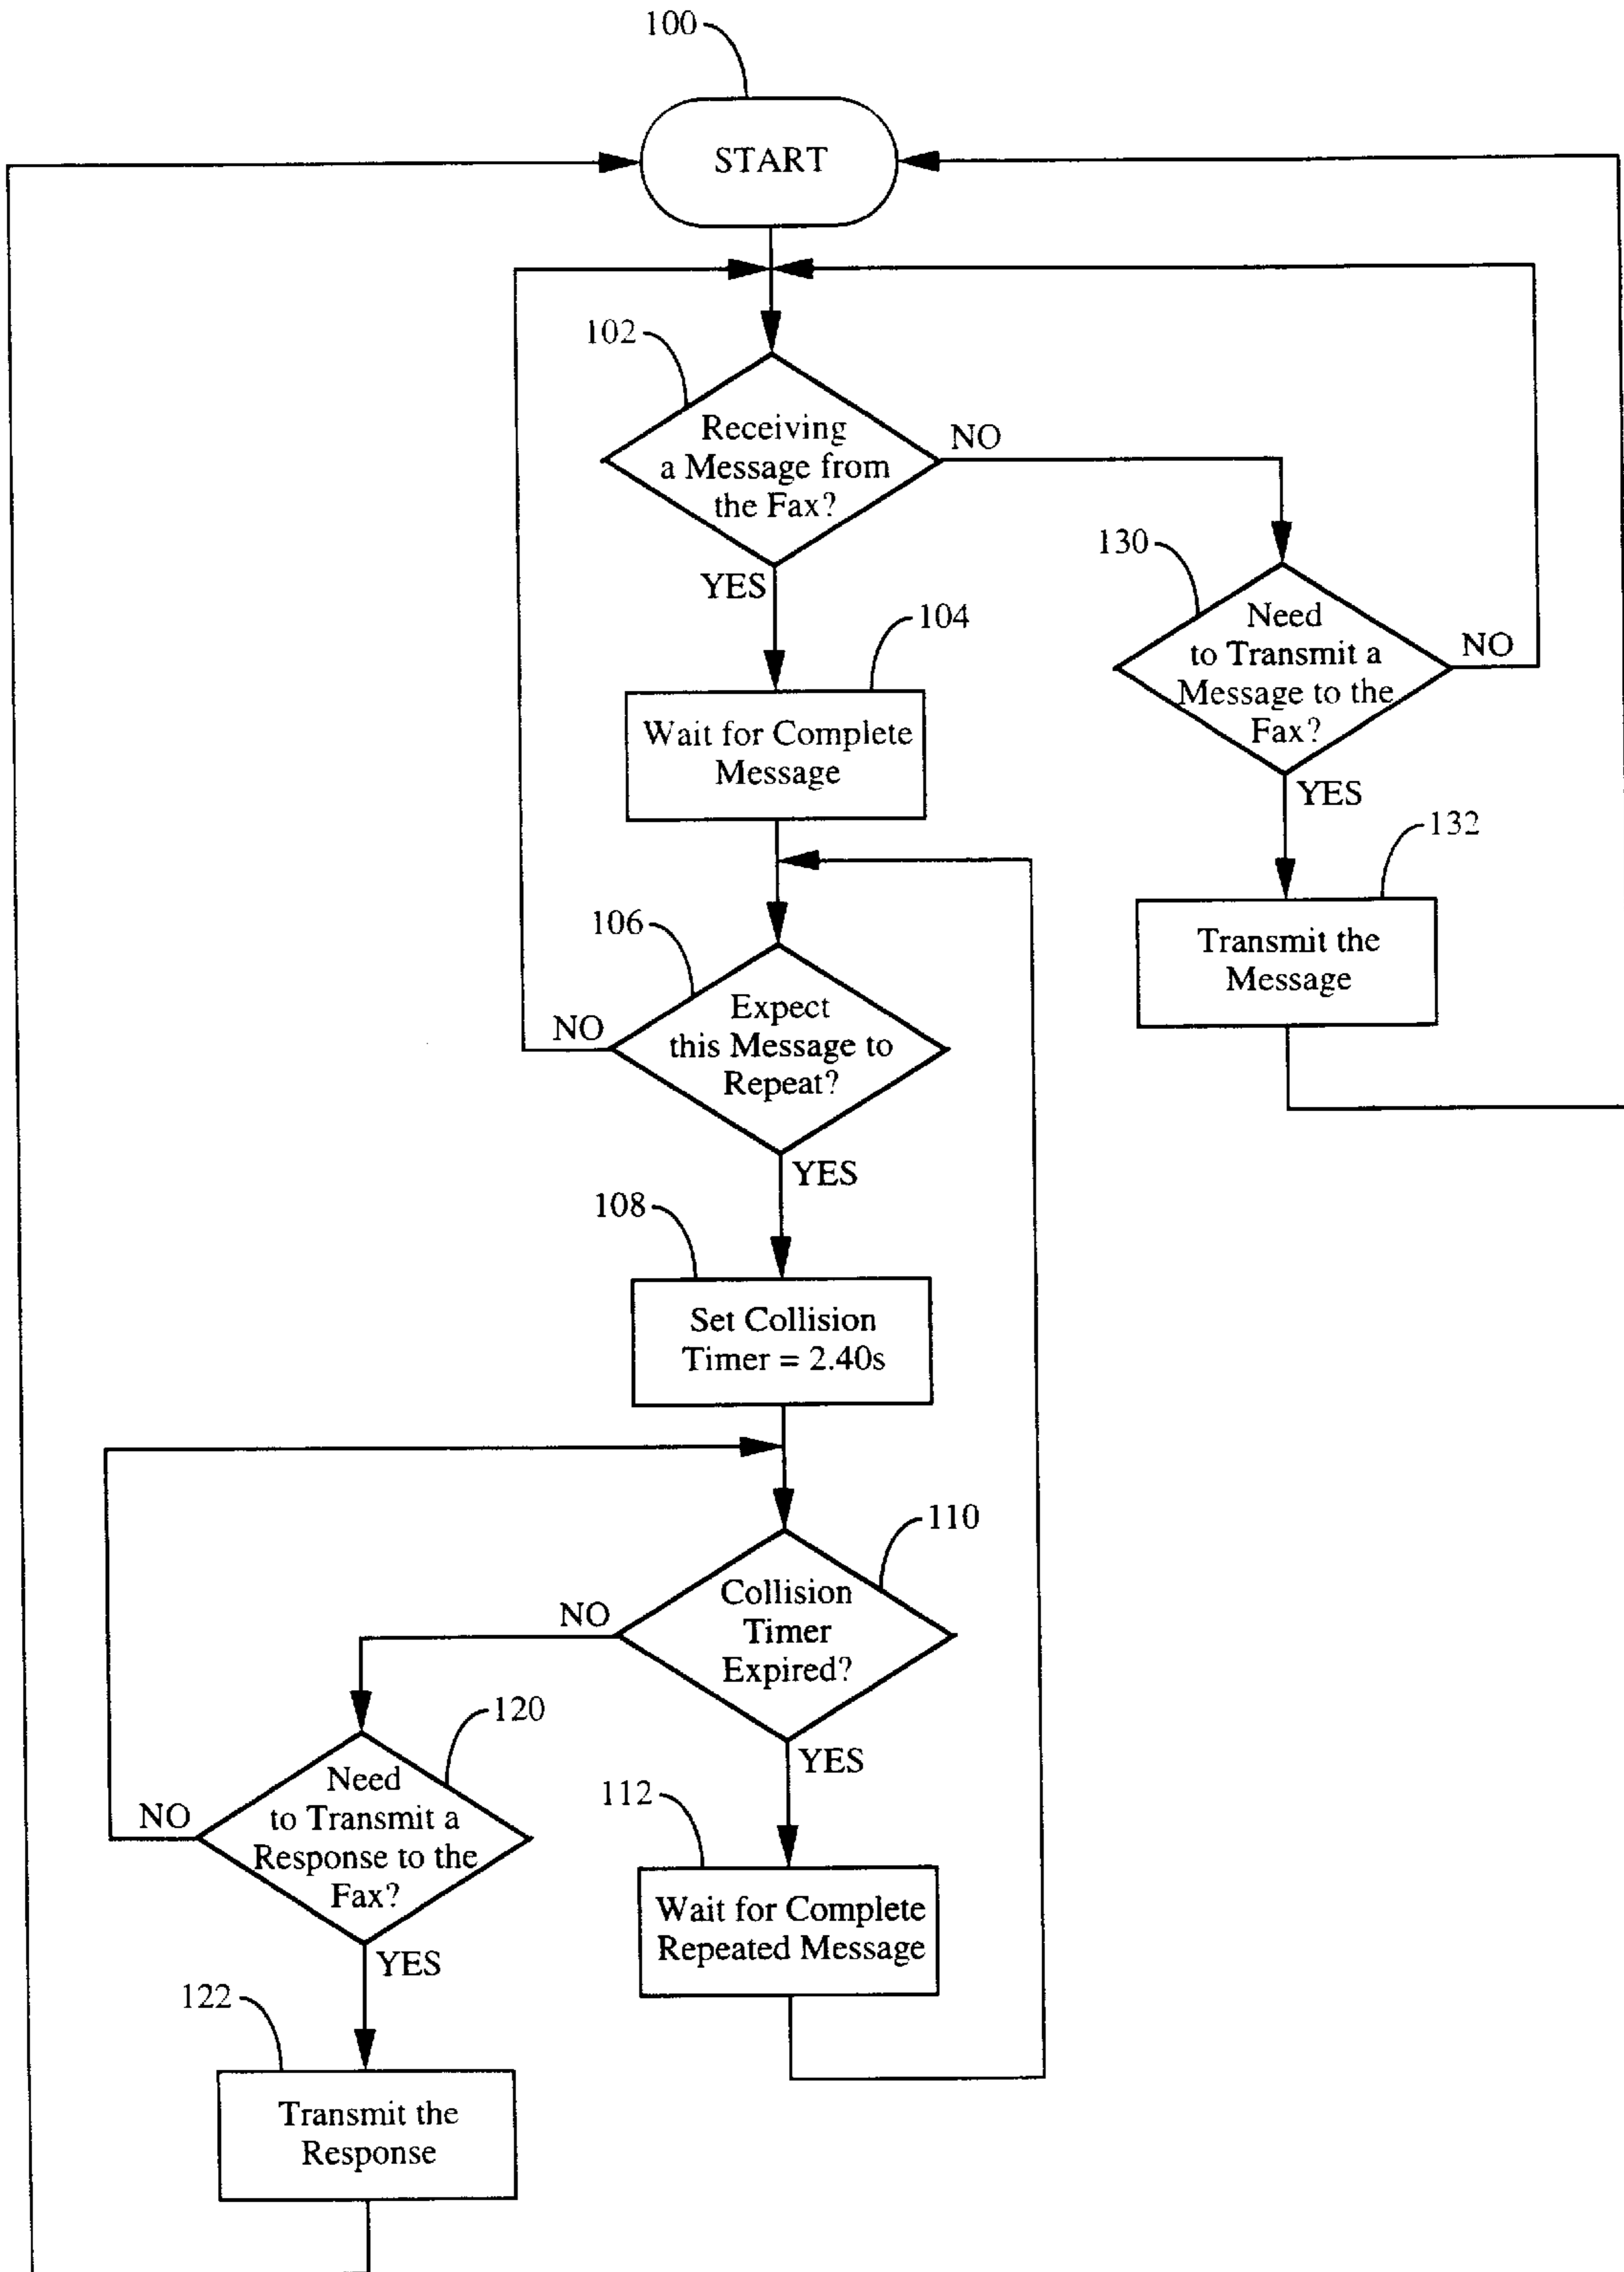 100
START
102
Receiving
a Message from
the Fax?
NO
YES
130
Need
to Transmit a
Message to the
Fax?
NO
YES
104
Wait for Complete
Message
132
Transmit the
Message
106
Expect
this Message to
Repeat?
NO
YES
108
Set Collision
Timer = 2.40s
110
Collision
Timer
Expired?
NO
YES
120
Need
to Transmit a
Response to the
Fax?
NO
YES
112
Wait for Complete
Repeated Message
122
Transmit the
Response